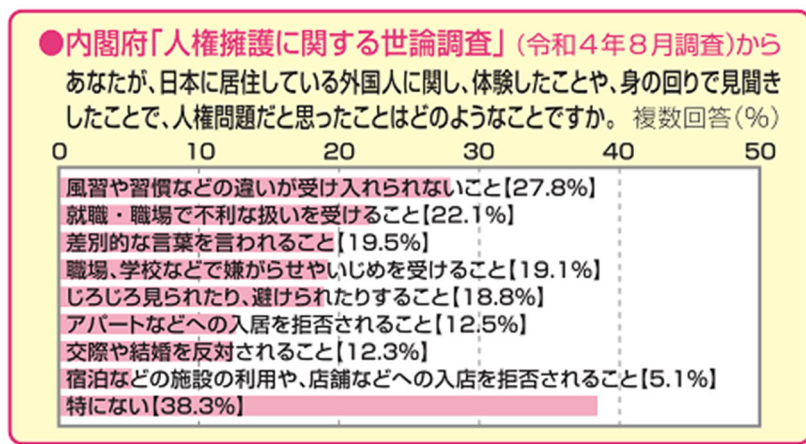 ●内閣府「人権擁護に関する世論調査」(令和4年8月調査)から
あなたが、日本に居住している外国人に関し、体験したことや、身の回りで見聞き
したことで、人権問題だと思ったことはどのようなことですか。 複数回答(%)
0 10 20 30 40 50
風習や習慣などの違いが受け入れられないこと【27.8%】
就職・職場で不利な扱いを受けること【22.1%】
差別的な言葉を言われること【19.5%】
職場、学校などで嫌がらせやいじめを受けること【19.1%】
じろじろ見られたり、避けられたりすること【18.8%】
アパートなどへの入居を拒否されること【12.5%】
交際や結婚を反対されること【12.3%】
宿泊などの施設の利用や、店舗などへの入店を拒否されること【5.1%】
特にない【38.3%】